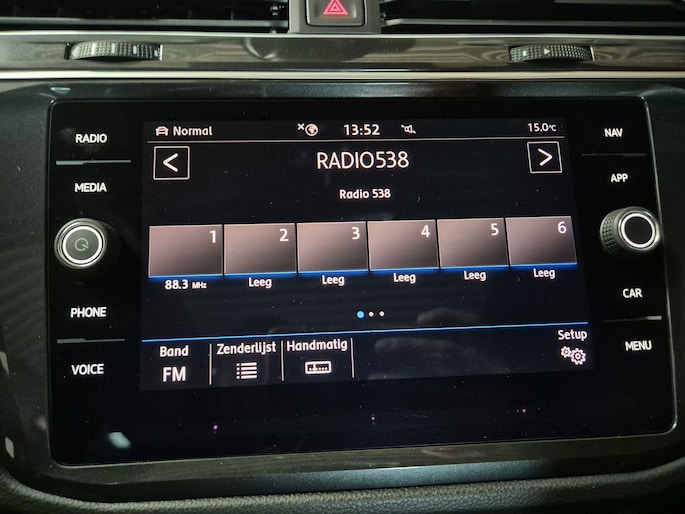 RADIO
MEDIA
PHONE
VOICE
Normal
13:52
15.0°C
RADIO538
Radio 538
1 2 3 4 5 6
88.3 MHz Leeg Leeg Leeg Leeg Leeg
Band
FM
Zenderlijst
Handmatig
Setup
NAV
APP
CAR
MENU